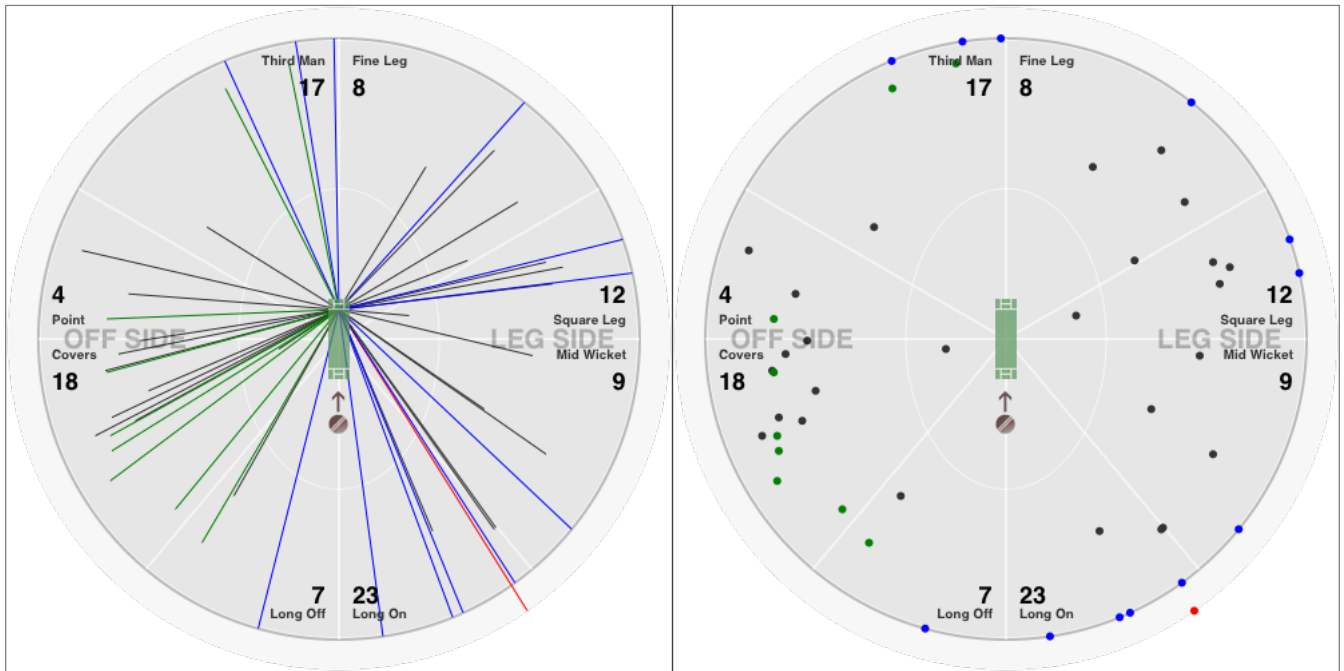 Third Man Fine Leg
17 8
4 12
Point Square Leg
OFF SIDE LEG SIDE
Covers Mid Wicket
18 9
7 23
Long Off Long On
Third Man Fine Leg
17 8
4 12
Point Square Leg
OFF SIDE LEG SIDE
Covers Mid Wicket
18 9
7 23
Long Off Long On